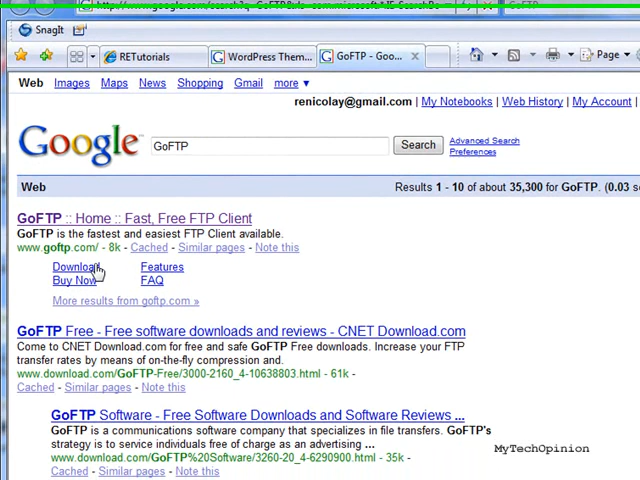 SnagIt
RETutorials
WordPress Them...
GoFTP - Goo...
Page
Web Images Maps News Shopping Gmail more ▼
renicolay@gmail.com | My Notebooks | Web History | My Account |
Google
GoFTP
Search
Advanced Search
Preferences
Web
Results 1 - 10 of about 35,300 for GoFTP. (0.03 s
GoFTP :: Home :: Fast, Free FTP Client
GoFTP is the fastest and easiest FTP Client available.
www.goftp.com/ - 8k - Cached - Similar pages - Note this
Download Features
Buy Now FAQ
More results from goftp.com »
GoFTP Free - Free software downloads and reviews - CNET Download.com
Come to CNET Download.com for free and safe GoFTP Free downloads. Increase your FTP
transfer rates by means of on-the-fly compression and.
www.download.com/GoFTP-Free/3000-2160_4-10638803.html - 61k -
Cached - Similar pages - Note this
GoFTP Software - Free Software Downloads and Software Reviews ...
GoFTP is a communications software company that specializes in file transfers. GoFTP's
strategy is to service individuals free of charge as an advertising ...
www.download.com/GoFTP%20Software/3260-20_4-6290900.html - 35k -
Cached - Similar pages - Note this
MyTechOpinion